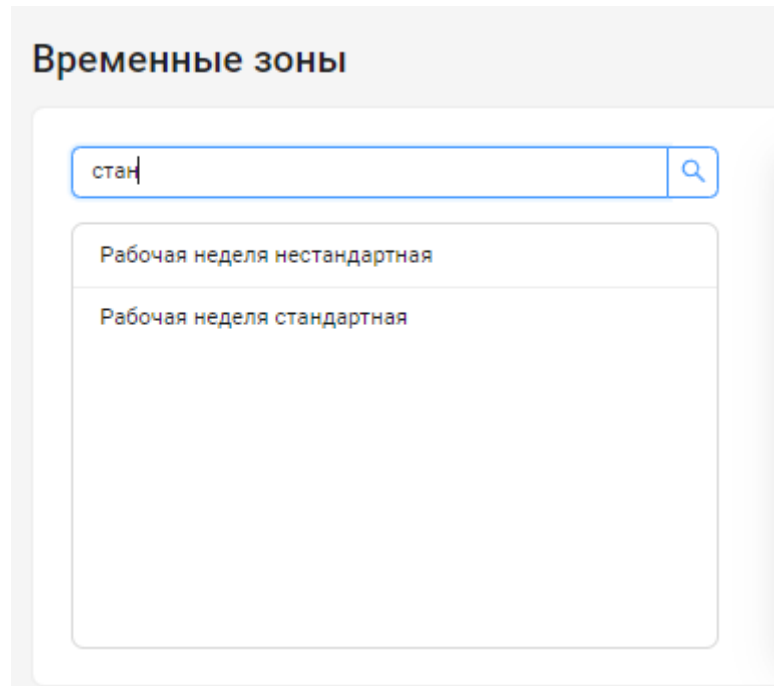 Временные зоны
стан
Рабочая неделя нестандартная
Рабочая неделя стандартная